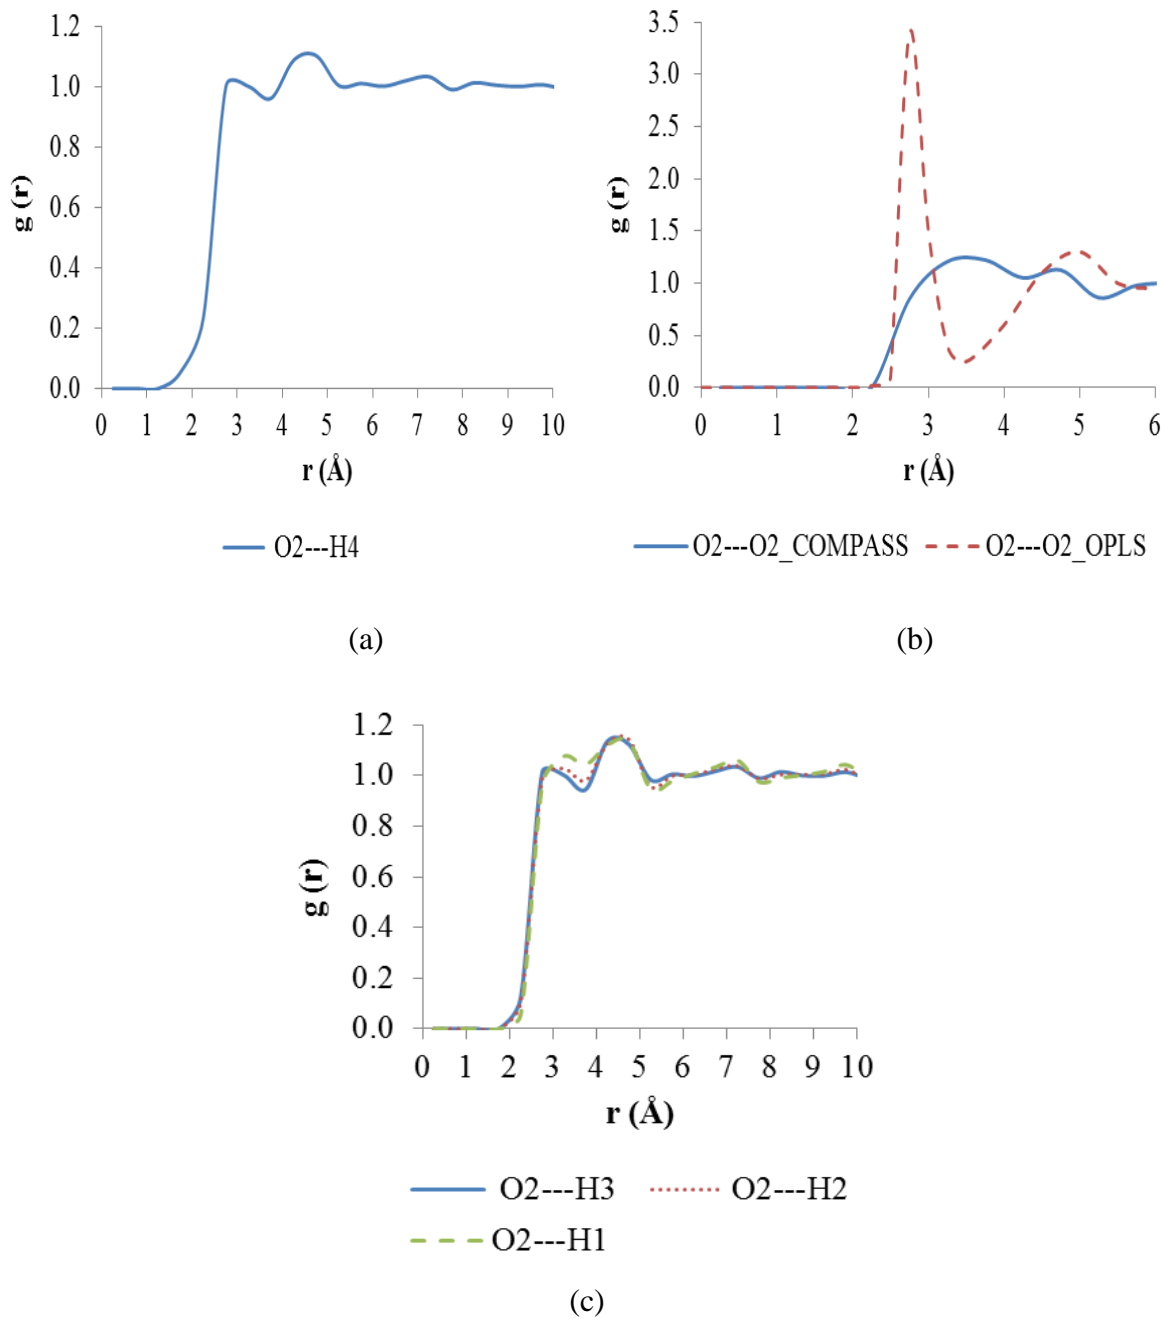 1.2
1.0
0.8
0.6
0.4
0.2
0.0
g (r)
0 1 2 3 4 5 6 7 8 9 10
r (Å)
O2---H4
(a)
3.5
3.0
2.5
2.0
1.5
1.0
0.5
0.0
g (r)
0 1 2 3 4 5 6
r (Å)
O2---O2_COMPASS O2---O2_OPLS
(b)
1.2
1.0
0.8
0.6
0.4
0.2
0.0
g (r)
0 1 2 3 4 5 6 7 8 9 10
r (Å)
O2---H3 O2---H2
O2---H1
(c)